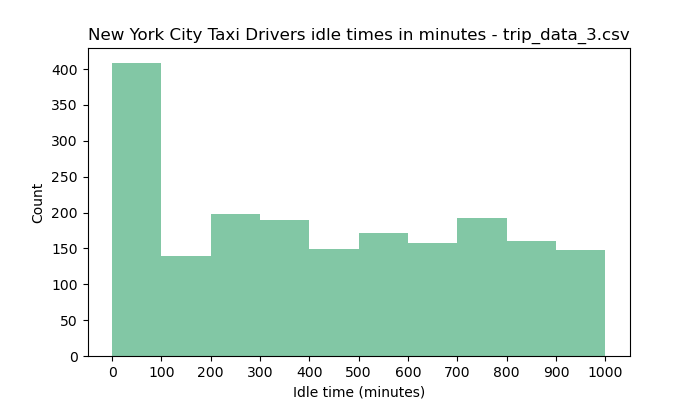 New York City Taxi Drivers idle times in minutes - trip_data_3.csv
400
350
300
250
200
150
100
50
0
Count
0 100 200 300 400 500 600 700 800 900 1000
Idle time (minutes)